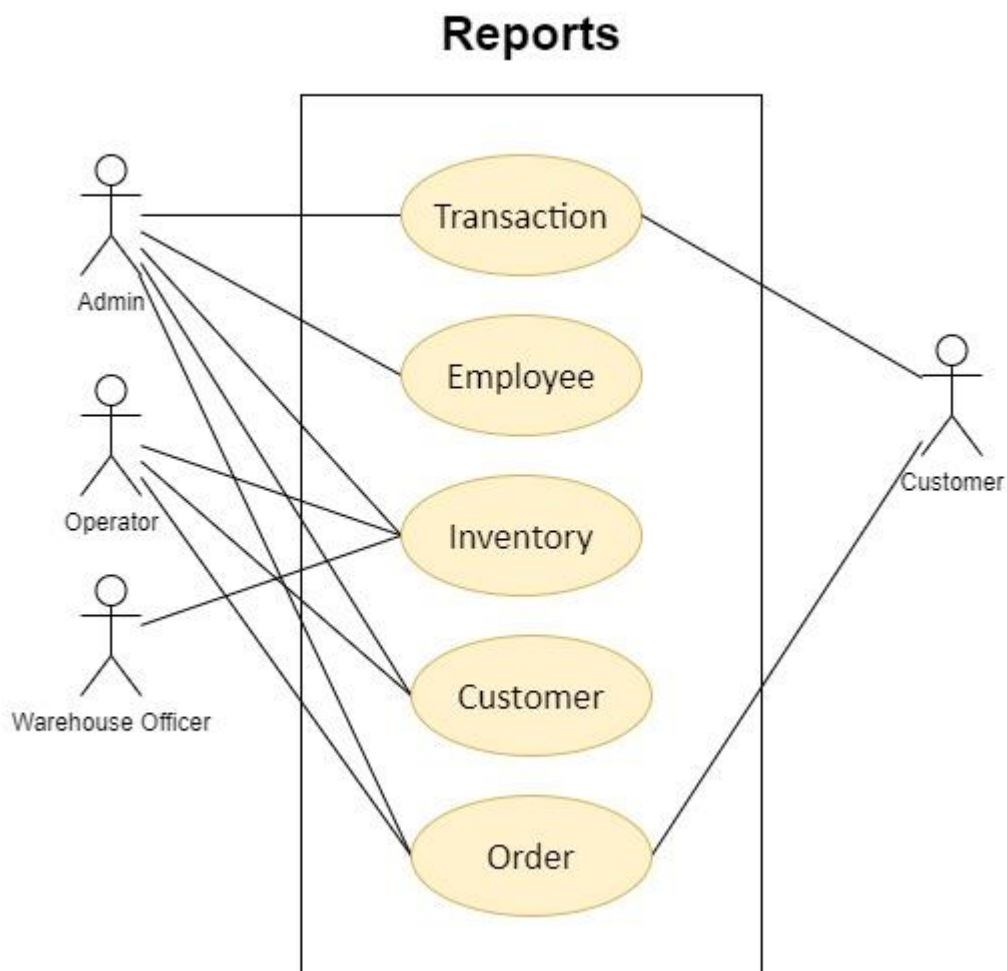 Reports
Transaction
Admin
Employee
Customer
Operator
Inventory
Warehouse Officer
Customer
Order